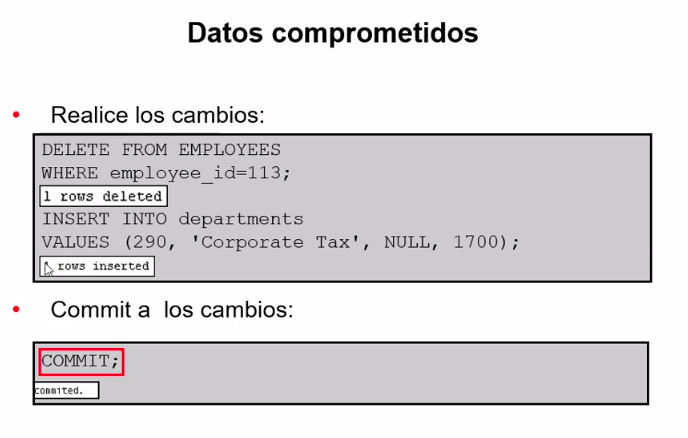 Datos comprometidos
• Realice los cambios:
DELETE FROM EMPLOYEES
WHERE employee_id=113;
1 rows deleted
INSERT INTO departments
VALUES (290, 'Corporate Tax', NULL, 1700);
rows inserted
• Commit a los cambios:
COMMIT;
commited.